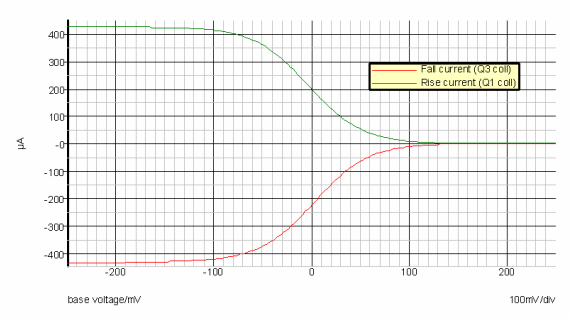 400
300
200
100
-0
-100
-200
-300
-400
µA
Fall current (Q3 coll)
Rise current (Q1 coll)
-200 -100 0 100 200
base voltage/mV 100mV/div